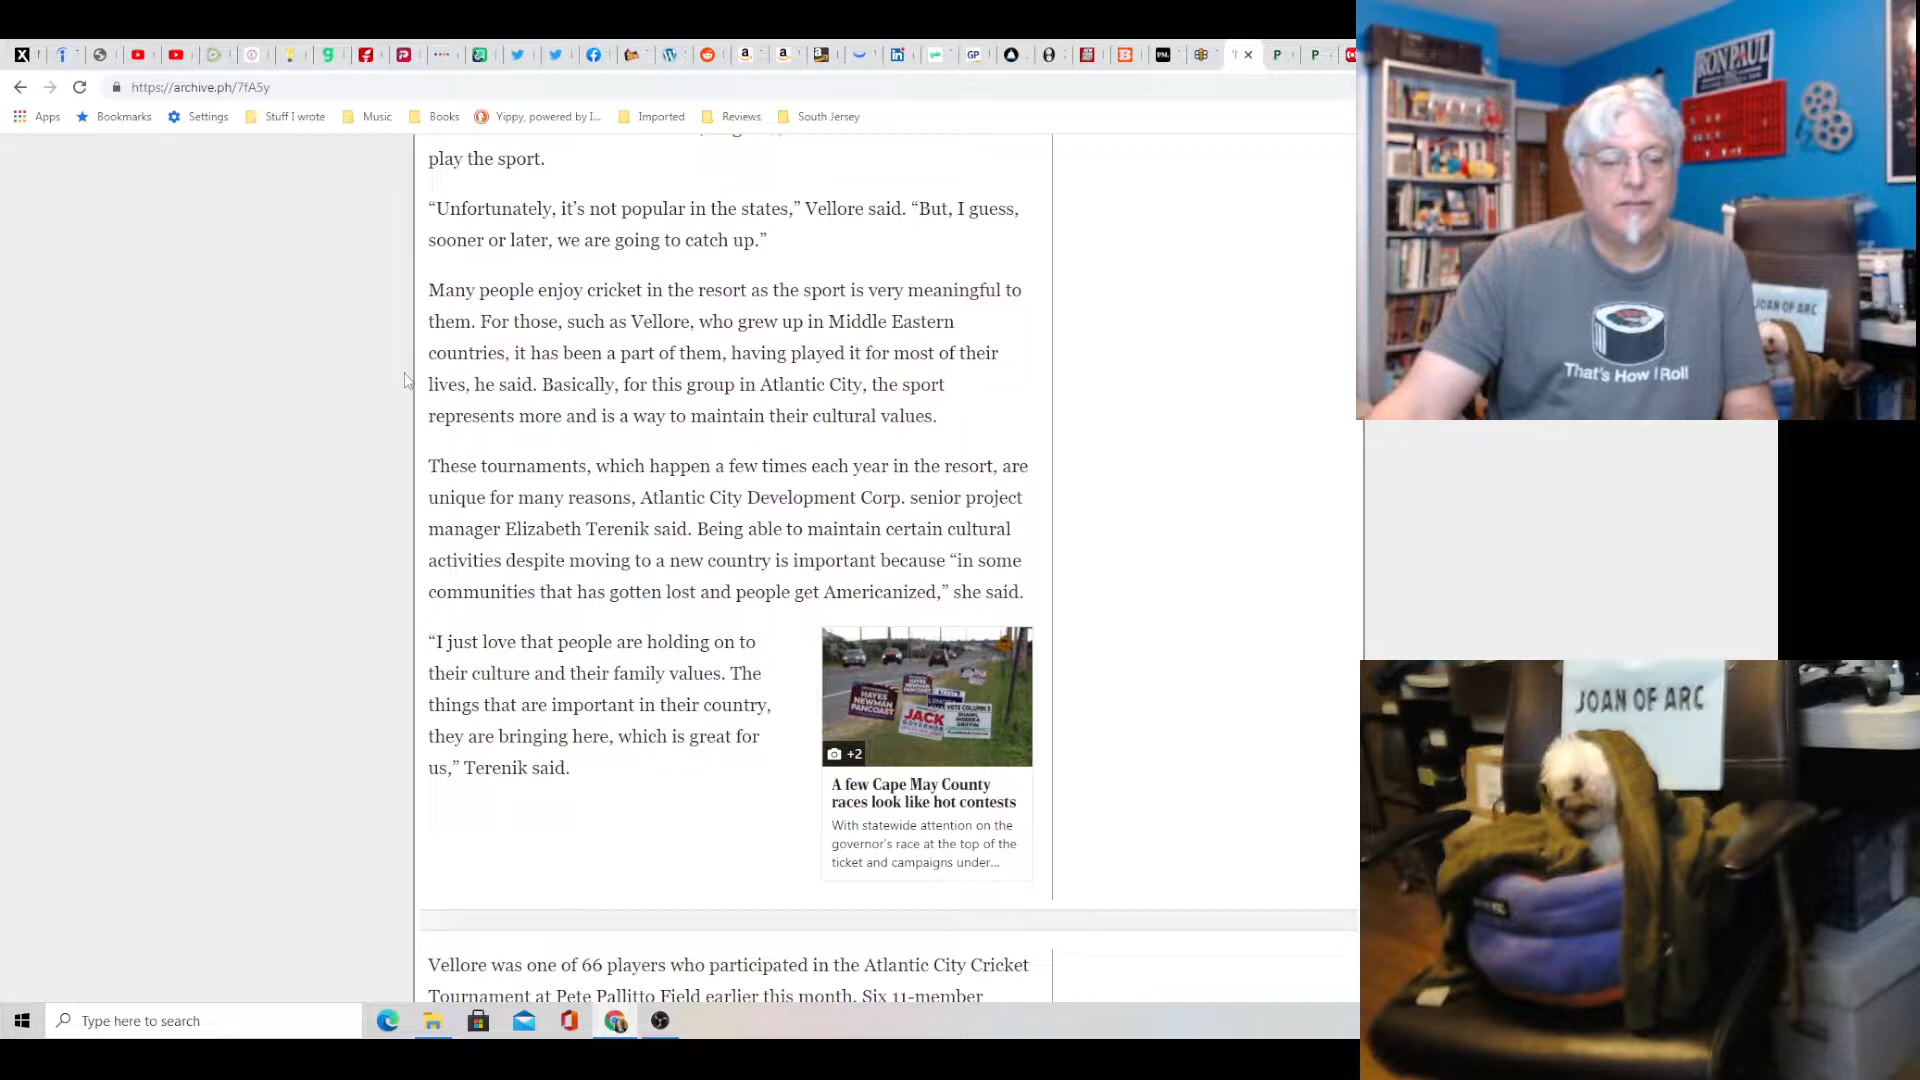 https://archive.ph/7fA5y
Apps
Bookmarks
Settings
Stuff I wrote
Music
Books
Yippy, powered by I...
Imported
Reviews
South Jersey
play the sport.
“Unfortunately, it’s not popular in the states,” Vellore said. “But, I guess,
sooner or later, we are going to catch up.”
Many people enjoy cricket in the resort as the sport is very meaningful to
them. For those, such as Vellore, who grew up in Middle Eastern
countries, it has been a part of them, having played it for most of their
lives, he said. Basically, for this group in Atlantic City, the sport
represents more and is a way to maintain their cultural values.
These tournaments, which happen a few times each year in the resort, are
unique for many reasons, Atlantic City Development Corp. senior project
manager Elizabeth Terenik said. Being able to maintain certain cultural
activities despite moving to a new country is important because “in some
communities that has gotten lost and people get Americanized,” she said.
“I just love that people are holding on to
their culture and their family values. The
things that are important in their country,
they are bringing here, which is great for
us,” Terenik said.
HAYES
NEWMAN
PANCOAST
JACK
GOVERNOR
VOTE COLUMN 3
+2
A few Cape May County
races look like hot contests
With statewide attention on the
governor’s race at the top of the
ticket and campaigns under...
Vellore was one of 66 players who participated in the Atlantic City Cricket
Tournament at Pete Pallitto Field earlier this month. Six 11-member
Type here to search
RON PAUL
JOAN OF ARC
That's How I Roll
JOAN OF ARC